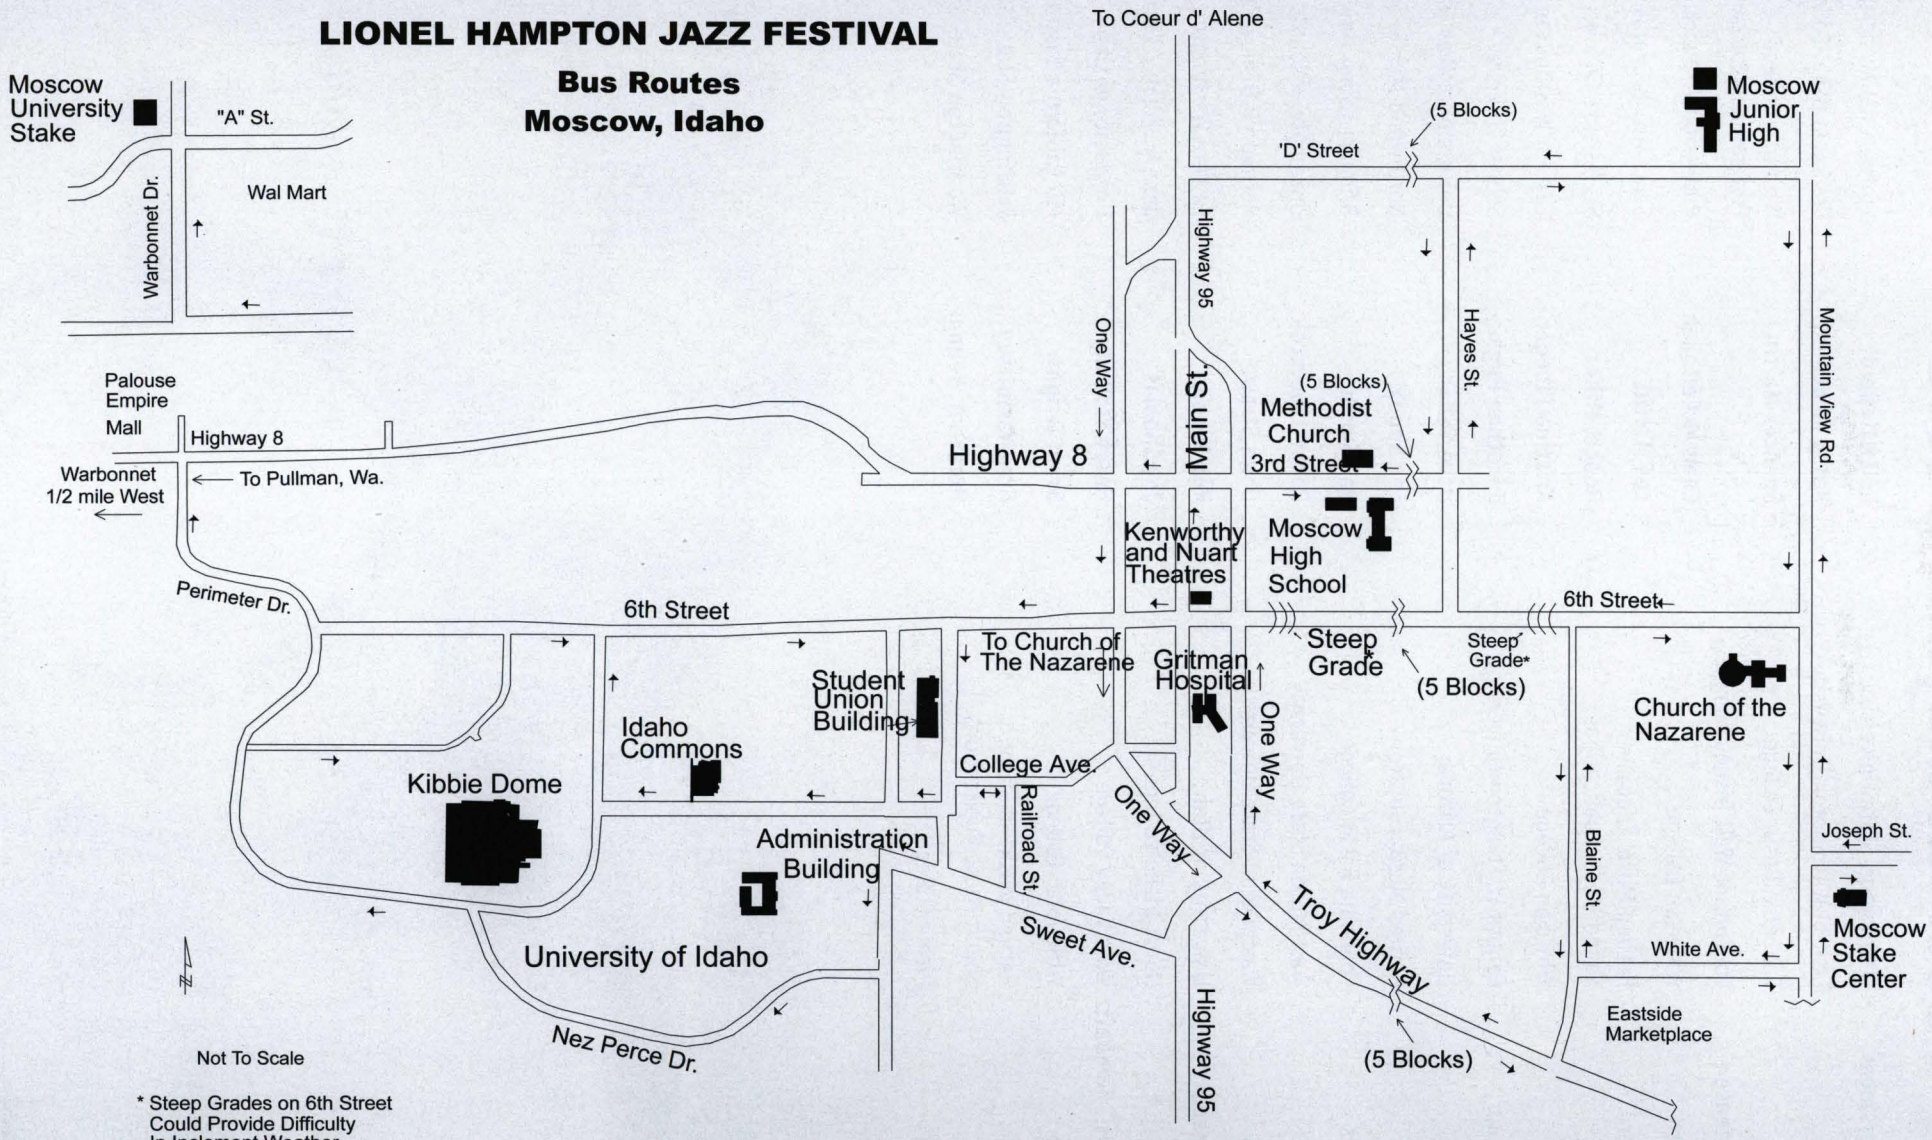 LIONEL HAMPTON JAZZ FESTIVAL
Bus Routes
Moscow, Idaho
To Coeur d' Alene
Moscow
University
Stake
"A" St.
Wal Mart
Warbonnet Dr.
(5 Blocks)
'D' Street
Moscow
Junior
High
Highway 95
One Way
Main St.
Hayes St.
Mountain View Rd.
Palouse
Empire
Mall
Highway 8
Warbonnet
1/2 mile West
To Pullman, Wa.
Highway 8
(5 Blocks)
Methodist
Church
3rd Street
Kenworthy
and Nuart
Theatres
Moscow
High
School
Perimeter Dr.
6th Street
6th Street
To Church of
The Nazarene
Gritman
Hospital
Steep
Grade*
Steep
Grade*
(5 Blocks)
Student
Union
Building
Idaho
Commons
Church of the
Nazarene
Kibbie Dome
College Ave.
Railroad St.
One Way
One Way
Blaine St.
Joseph St.
Administration
Building
University of Idaho
Sweet Ave.
Troy Highway
White Ave.
Moscow
Stake
Center
Nez Perce Dr.
Highway 95
(5 Blocks)
Eastside
Marketplace
N
Not To Scale
* Steep Grades on 6th Street
Could Provide Difficulty
In Inclement Weather